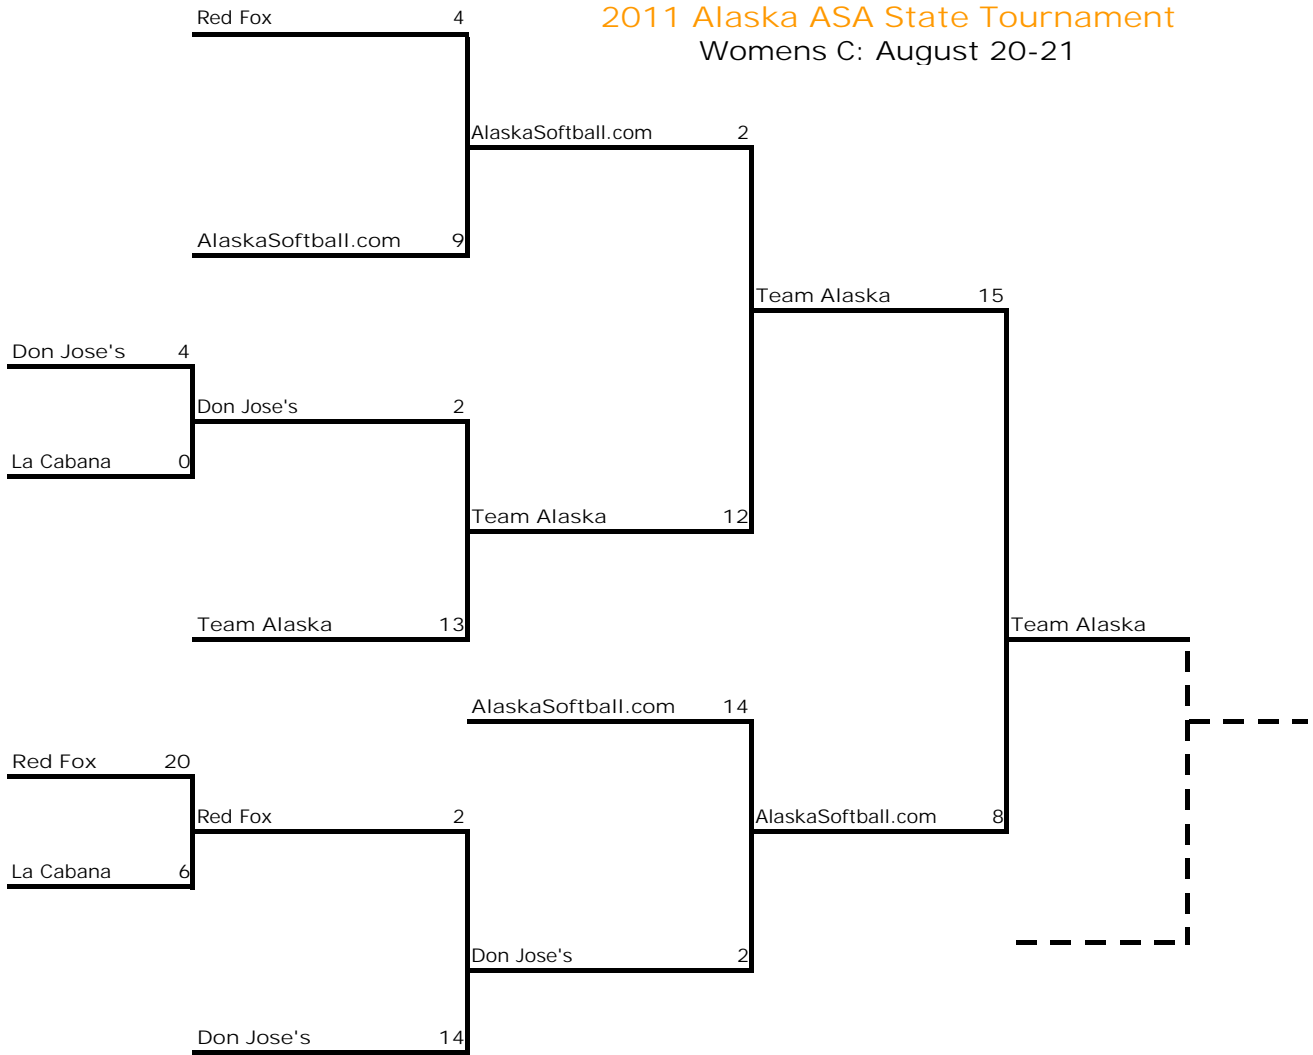 Red Fox 4
2011 Alaska ASA State Tournament
Womens C: August 20-21
AlaskaSoftball.com 2
AlaskaSoftball.com 9
Team Alaska 15
Don Jose's 4
Don Jose's 2
La Cabana 0
Team Alaska 12
Team Alaska 13
Team Alaska
AlaskaSoftball.com 14
Red Fox 20
Red Fox 2
AlaskaSoftball.com 8
La Cabana 6
Don Jose's 2
Don Jose's 14